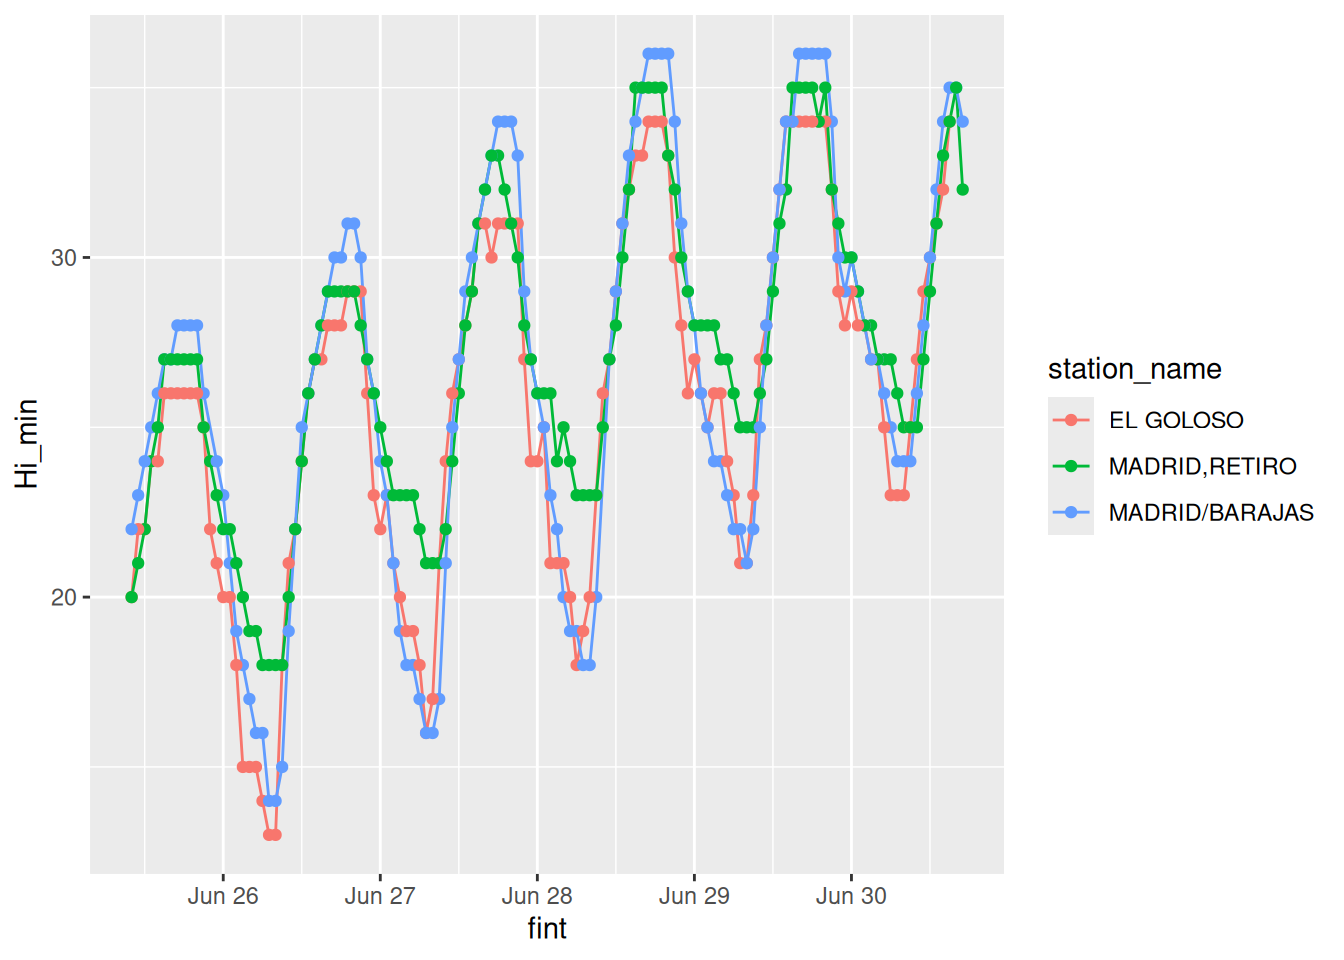 Hi_min
30
20
Jun 26
Jun 27
Jun 28
Jun 29
Jun 30
fint
station_name
EL GOLOSO
MADRID,RETIRO
MADRID/BARAJAS